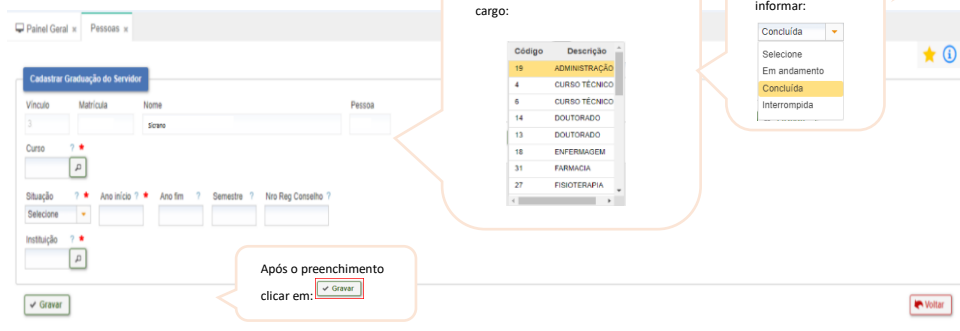 cargo:
informar:
Painel Geral x Pessoas x
Concluída
Selecione
Em andamento
Concluída
Interrompida
Código Descrição
19 ADMINISTRAÇÃO
4 CURSO TÉCNICO
6 CURSO TÉCNICO
14 DOUTORADO
13 DOUTORADO
18 ENFERMAGEM
31 FARMACIA
27 FISIOTERAPIA
Cadastrar Graduação do Servidor
Vínculo Matrícula Nome Pessoa
3 Sicrano
Curso ? *
Situação ? * Ano início ? * Ano fim ? Semestre ? Nro Reg Conselho ?
Selecione
Instituição ? *
Após o preenchimento
clicar em: Gravar
Gravar
Voltar